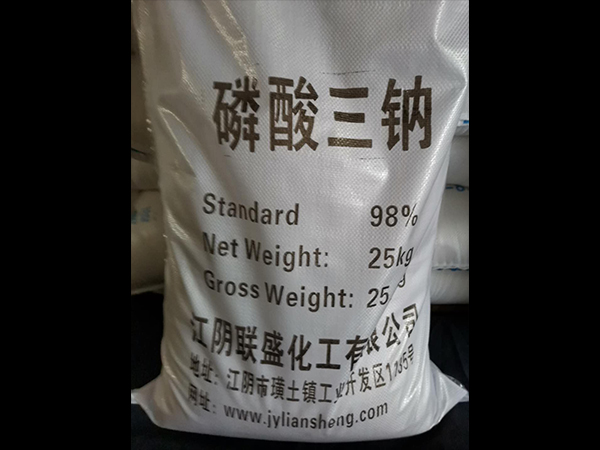 磷酸三钠
Standard 98%
Net Weight: 25kg
Gross Weight: 25
江阴联盛化工有限公司
地址：江阴市璜土镇工业开发区
网址：www.jyliansheng.com